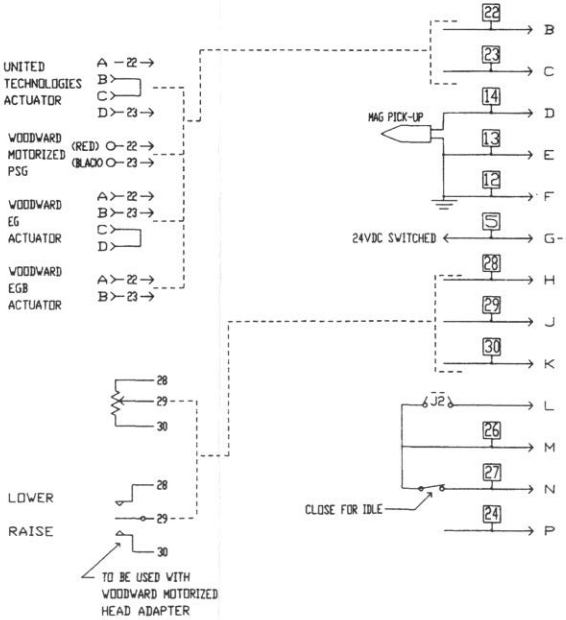 UNITED
TECHNOLOGIES
ACTUATOR
A -22→
B
C
D -23→
WOODWARD
MOTORIZED
PSG
(RED) -22→
(BLACK) -23→
WOODWARD
EG
ACTUATOR
A -22→
B -23→
C
D
WOODWARD
EGB
ACTUATOR
A -22→
B -23→
28
29
30
LOWER
RAISE
28
29
30
TO BE USED WITH
WOODWARD MOTORIZED
HEAD ADAPTER
22 B
23 C
MAG PICK-UP
14 D
13 E
12 F
24VDC SWITCHED
5 G-
28 H
29 J
30 K
J2 L
26 M
27 N
CLOSE FOR IDLE
24 P